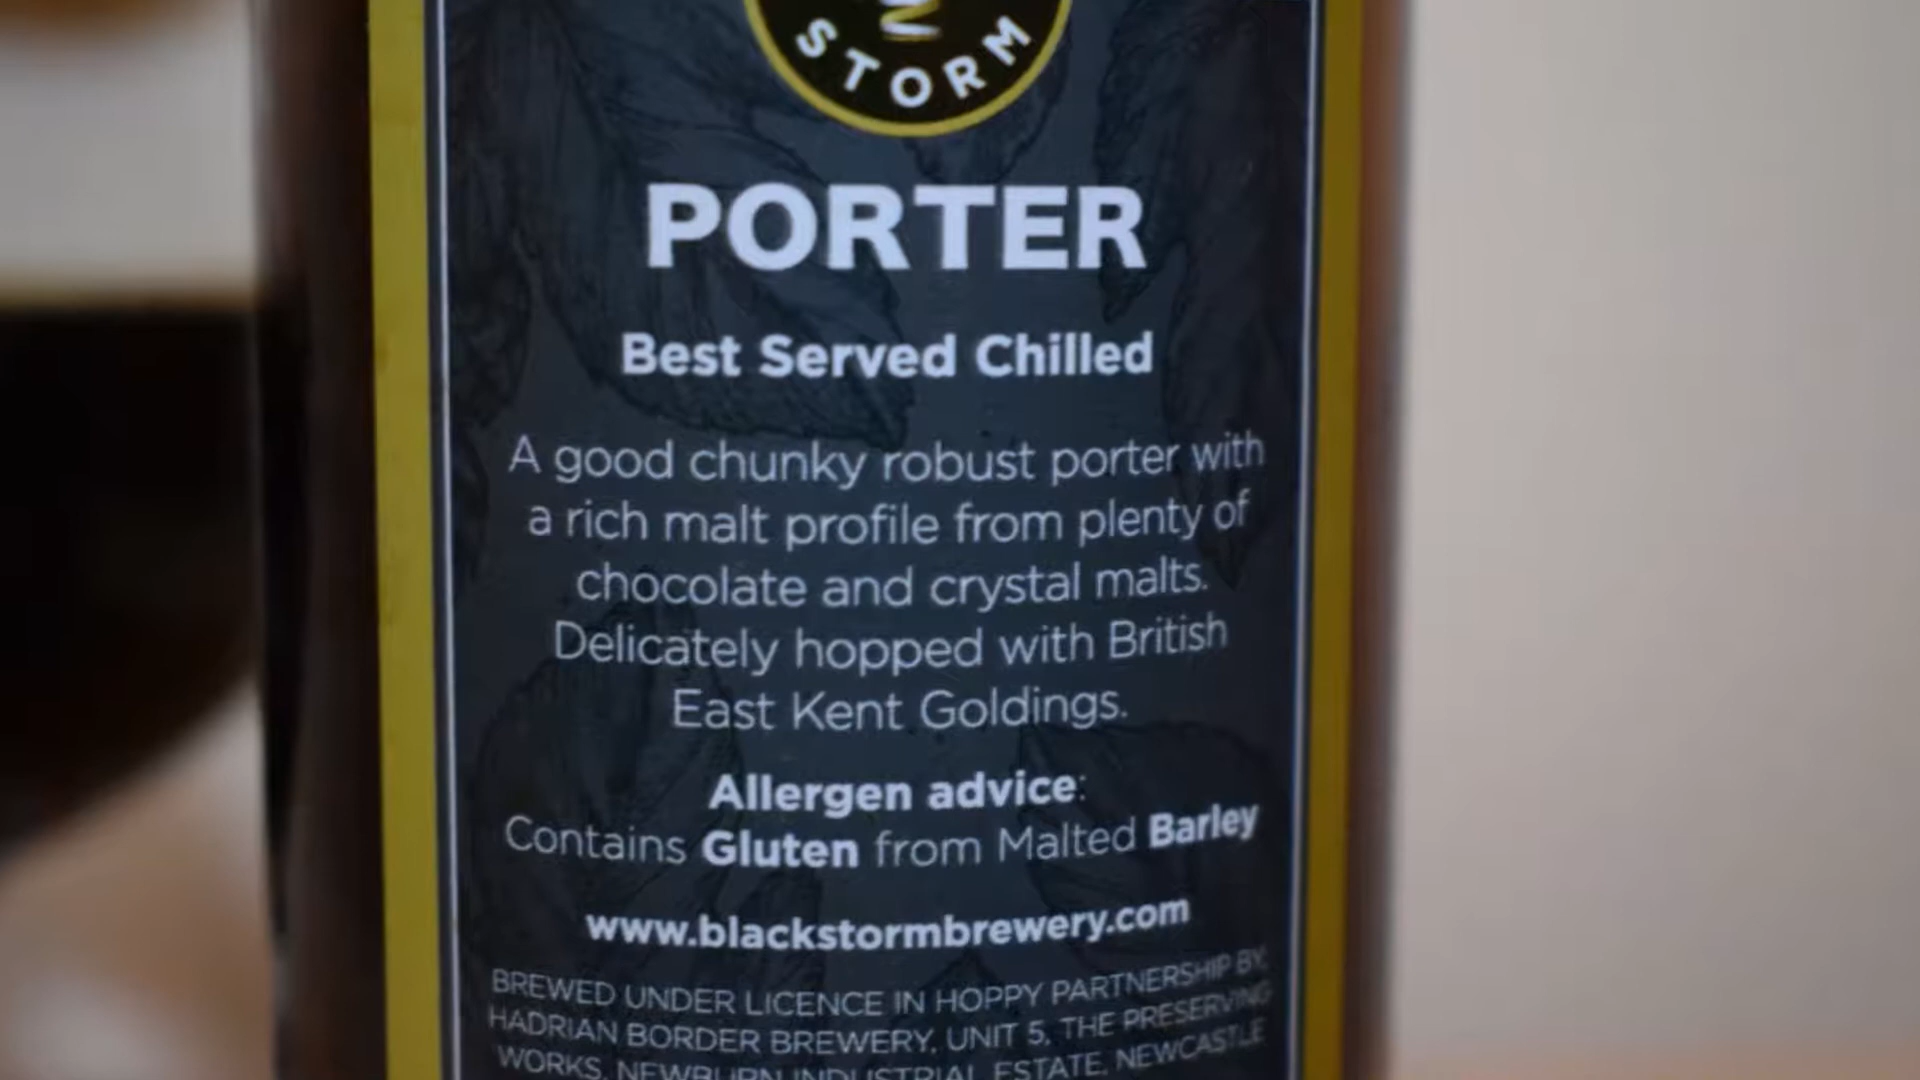 STORM
PORTER
Best Served Chilled
A good chunky robust porter with
a rich malt profile from plenty of
chocolate and crystal malts.
Delicately hopped with British
East Kent Goldings.
Allergen advice:
Contains Gluten from Malted Barley
www.blackstormbrewery.com
BREWED UNDER LICENCE IN HOPPY PARTNERSHIP BY:
HADRIAN BORDER BREWERY, UNIT 5, THE PRESERVING
WORKS, NEWBURN INDUSTRIAL ESTATE, NEWCASTLE